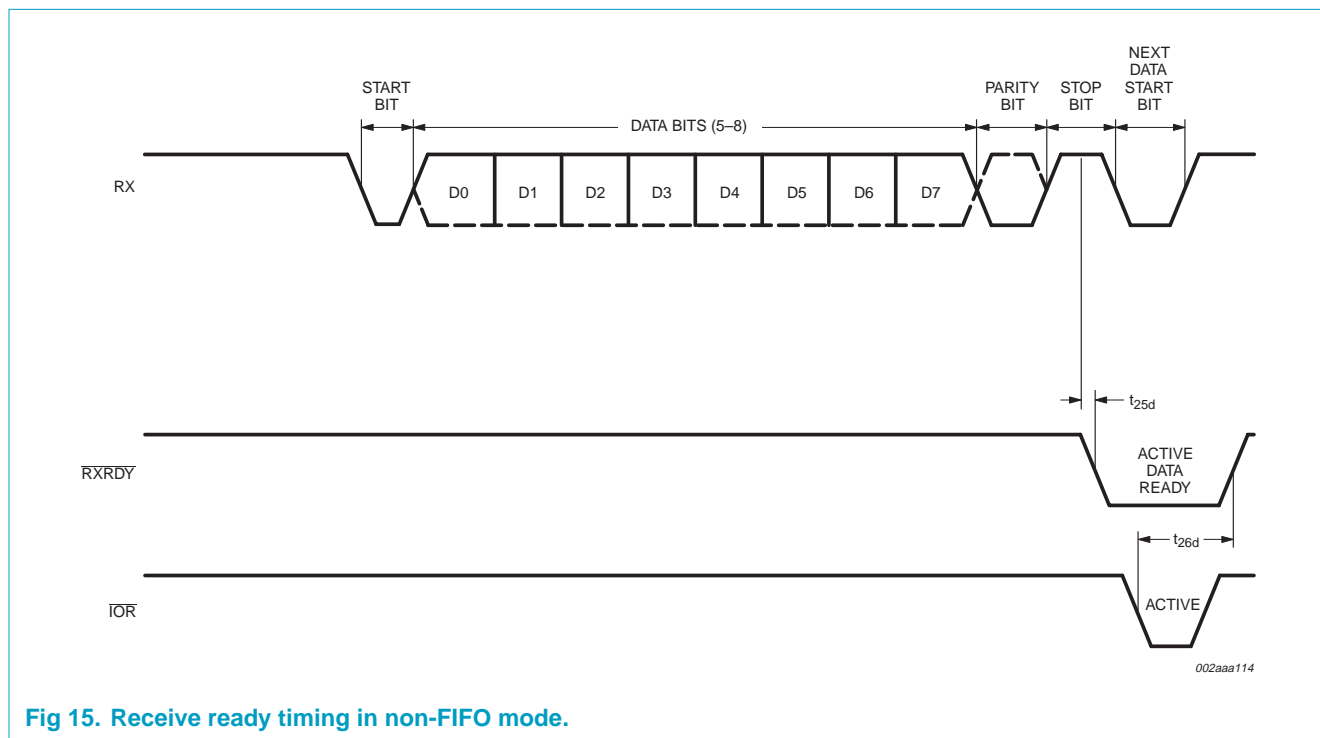 NEXT
DATA
START
BIT
START
BIT
PARITY
BIT
STOP
BIT
DATA BITS (5–8)
RX
D0 D1 D2 D3 D4 D5 D6 D7
t25d
RXRDY
ACTIVE
DATA
READY
t26d
IOR
ACTIVE
002aaa114
Fig 15. Receive ready timing in non-FIFO mode.